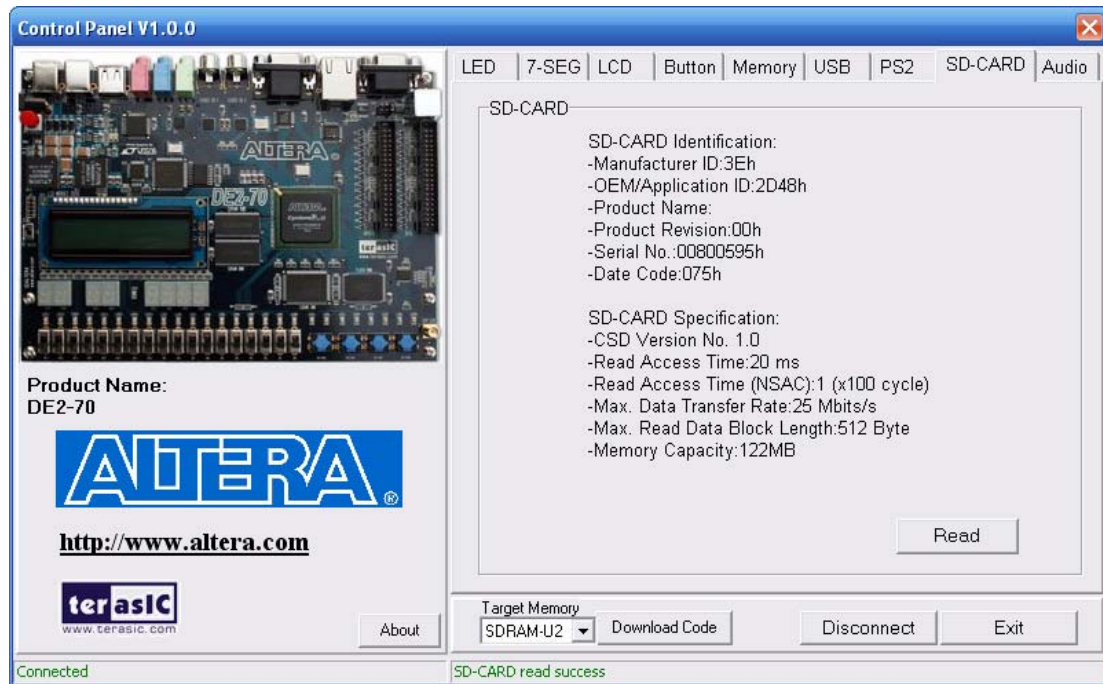 Control Panel V1.0.0
ALTERA
DE2-70
ALTERA
terasIC
Product Name:
DE2-70
ALTERA®
http://www.altera.com
terasIC
www.terasic.com
About
LED 7-SEG LCD Button Memory USB PS2 SD-CARD Audio
SD-CARD
SD-CARD Identification:
-Manufacturer ID:3Eh
-OEM/Application ID:2D48h
-Product Name:
-Product Revision:00h
-Serial No.:00800595h
-Date Code:075h
SD-CARD Specification:
-CSD Version No. 1.0
-Read Access Time:20 ms
-Read Access Time (NSAC):1 (x100 cycle)
-Max. Data Transfer Rate:25 Mbits/s
-Max. Read Data Block Length:512 Byte
-Memory Capacity:122MB
Read
Target Memory
SDRAM-U2 Download Code Disconnect Exit
Connected SD-CARD read success